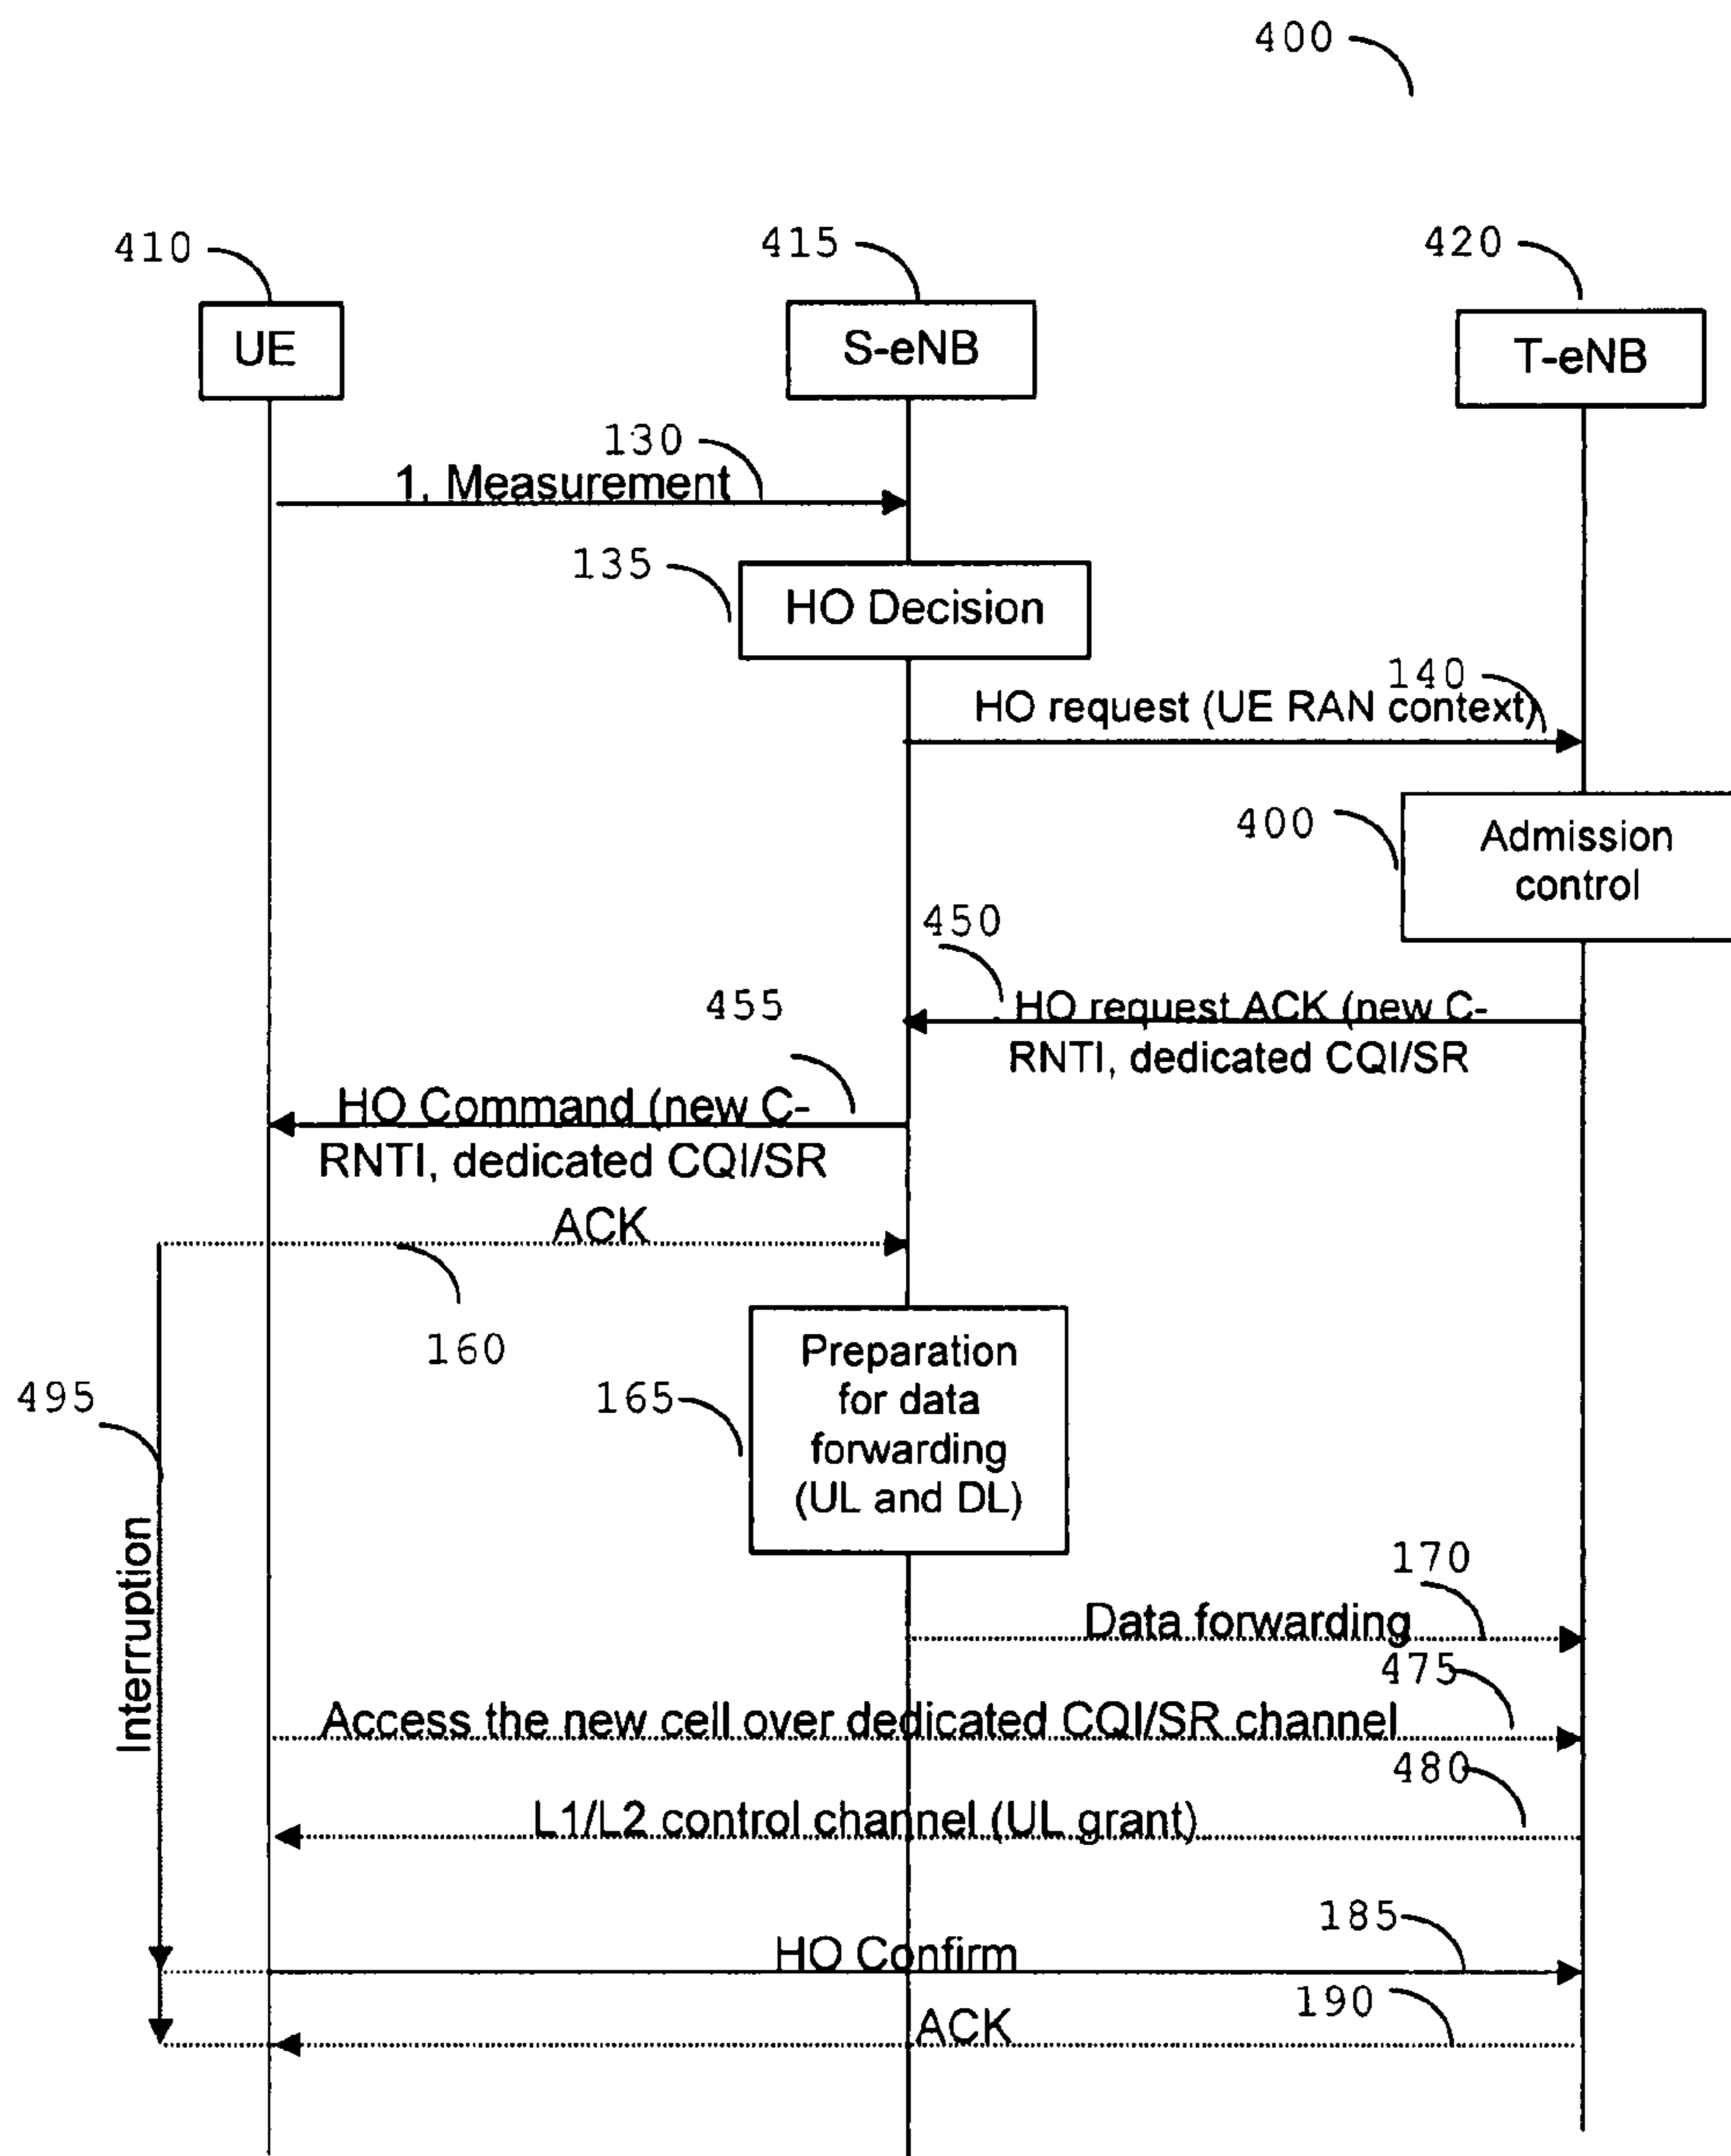 400
410
415
420
UE
S-eNB
T-eNB
130
1. Measurement
135
HO Decision
140
HO request (UE RAN context)
400
Admission
control
450
HO request ACK (new C-
RNTI, dedicated CQI/SR
455
HO Command (new C-
RNTI, dedicated CQI/SR
ACK
160
Preparation
for data
forwarding
(UL and DL)
165
495
Interruption
170
Data forwarding
475
Access the new cell over dedicated CQI/SR channel
480
L1/L2 control channel (UL grant)
185
HO Confirm
190
ACK